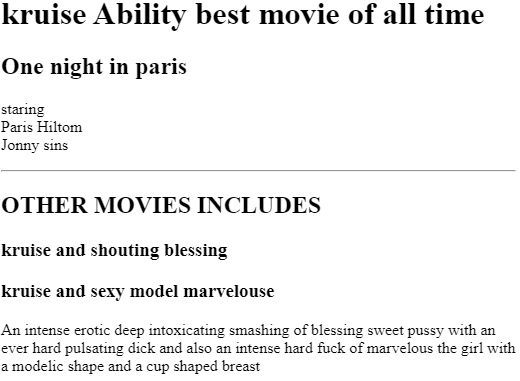 kruise Ability best movie of all time
One night in paris
staring
Paris Hiltom
Jonny sins
OTHER MOVIES INCLUDES
kruise and shouting blessing
kruise and sexy model marvelouse
An intense erotic deep intoxicating smashing of blessing sweet pussy with an
ever hard pulsating dick and also an intense hard fuck of marvelous the girl with
a modelic shape and a cup shaped breast